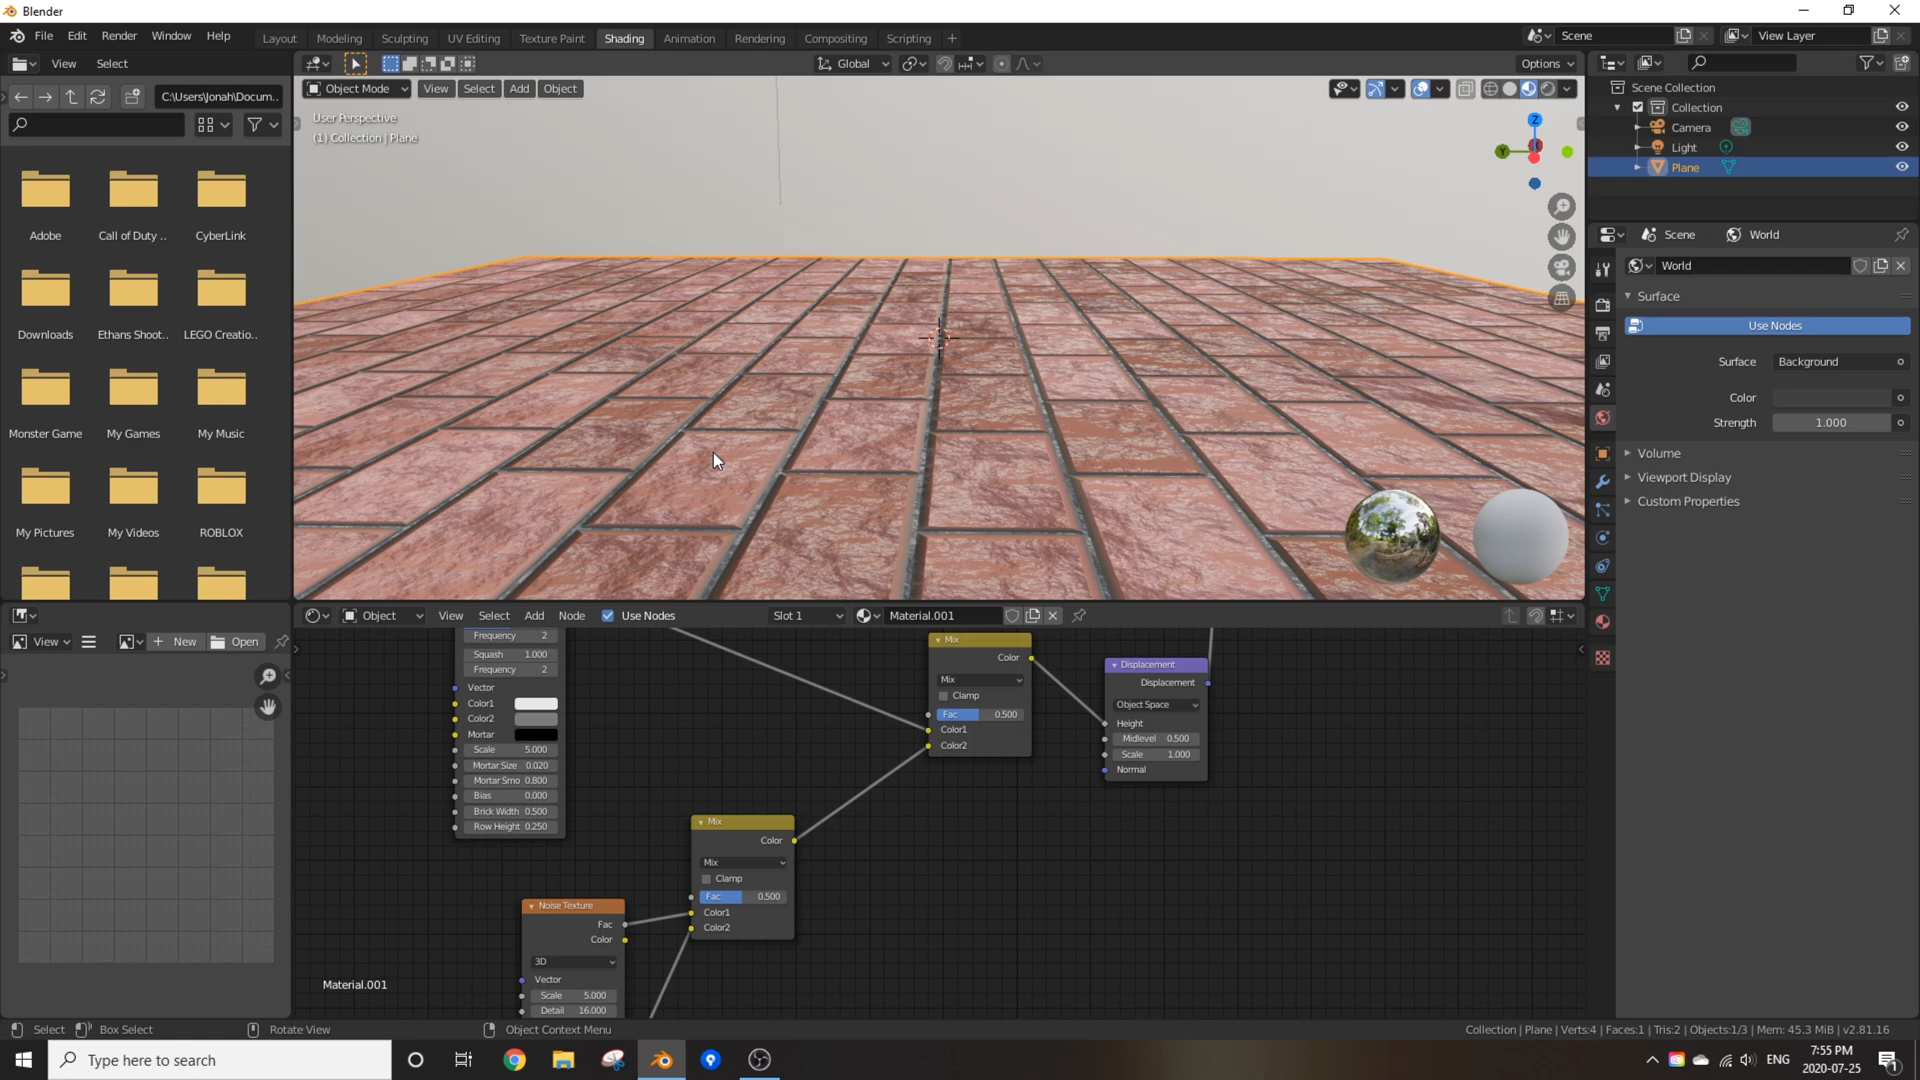 Blender
File Edit Render Window Help
Layout Modeling Sculpting UV Editing Texture Paint Shading Animation Rendering Compositing Scripting +
Scene
View Layer
View Select
Global
Options
C:\Users\Jonah\Docum..
Object Mode View Select Add Object
User Perspective
(1) Collection | Plane
Z
Y
Adobe
Call of Duty ..
CyberLink
Downloads
Ethans Shoot..
LEGO Creatio..
Monster Game
My Games
My Music
My Pictures
My Videos
ROBLOX
Scene Collection
Collection
Camera
Light
Plane
Scene World
World
Surface
Use Nodes
Surface Background
Color
Strength 1.000
Volume
Viewport Display
Custom Properties
View + New Open
Object View Select Add Node Use Nodes Slot 1 Material.001
Frequency 2
Squash 1.000
Frequency 2
Vector
Color1
Color2
Mortar
Scale 5.000
Mortar Size 0.020
Mortar Smo 0.800
Bias 0.000
Brick Width 0.500
Row Height 0.250
Mix
Color
Mix
Clamp
Fac 0.500
Color1
Color2
Displacement
Displacement
Object Space
Height
Midlevel 0.500
Scale 1.000
Normal
Mix
Color
Mix
Clamp
Fac 0.500
Color1
Color2
Noise Texture
Fac
Color
3D
Vector
Scale 5.000
Detail 16.000
Material.001
Select Box Select Rotate View Object Context Menu
Collection | Plane | Verts:4 | Faces:1 | Tris:2 | Objects:1/3 | Mem: 45.3 MiB | v2.81.16
Type here to search
ENG
7:55 PM
2020-07-25
1